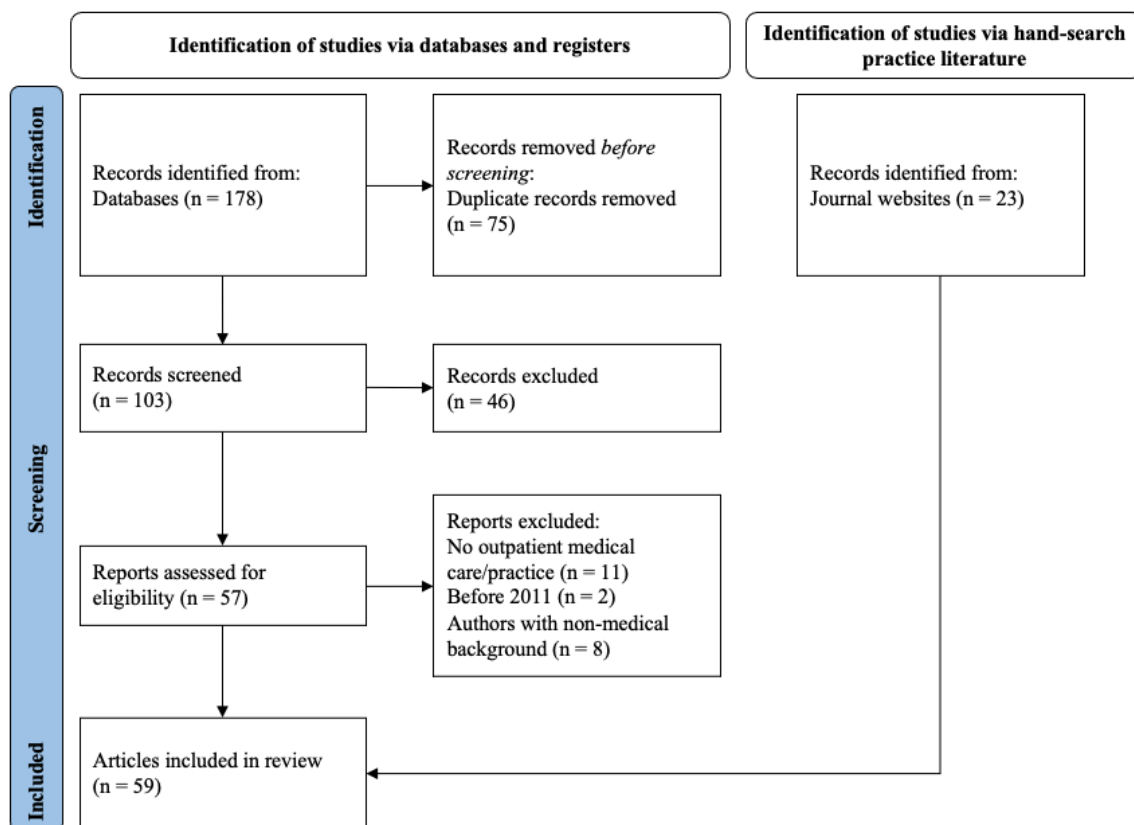 Identification of studies via databases and registers
Identification of studies via hand-search
practice literature
Identification
Records identified from:
Databases (n = 178)
Records removed before
screening:
Duplicate records removed
(n = 75)
Records identified from:
Journal websites (n = 23)
Screening
Records screened
(n = 103)
Records excluded
(n = 46)
Reports assessed for
eligibility (n = 57)
Reports excluded:
No outpatient medical
care/practice (n = 11)
Before 2011 (n = 2)
Authors with non-medical
background (n = 8)
Included
Articles included in review
(n = 59)